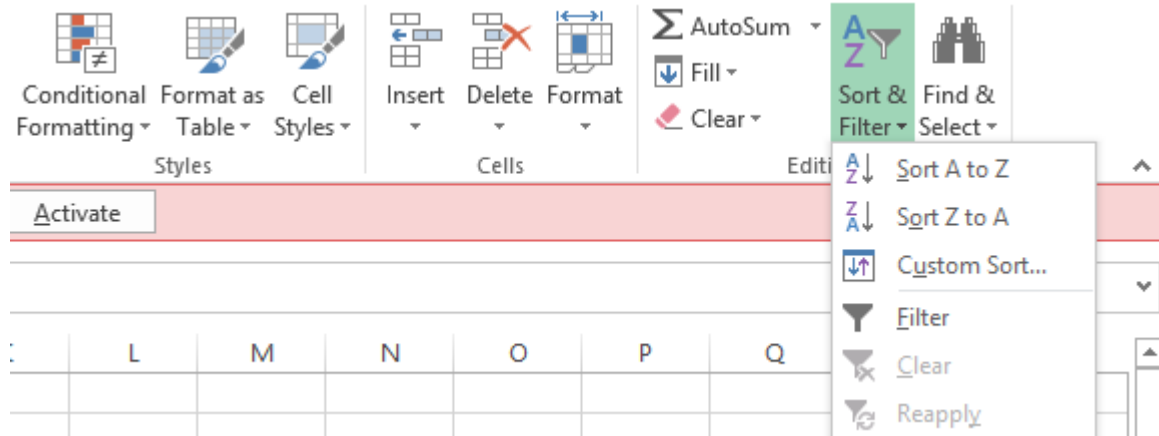 Conditional Formatting
Format as Table
Cell Styles
Insert
Delete
Format
AutoSum
Fill
Clear
Sort & Filter
Find & Select
Styles
Cells
Sort A to Z
Sort Z to A
Custom Sort...
Filter
Clear
Reapply
Activate
L M N O P Q